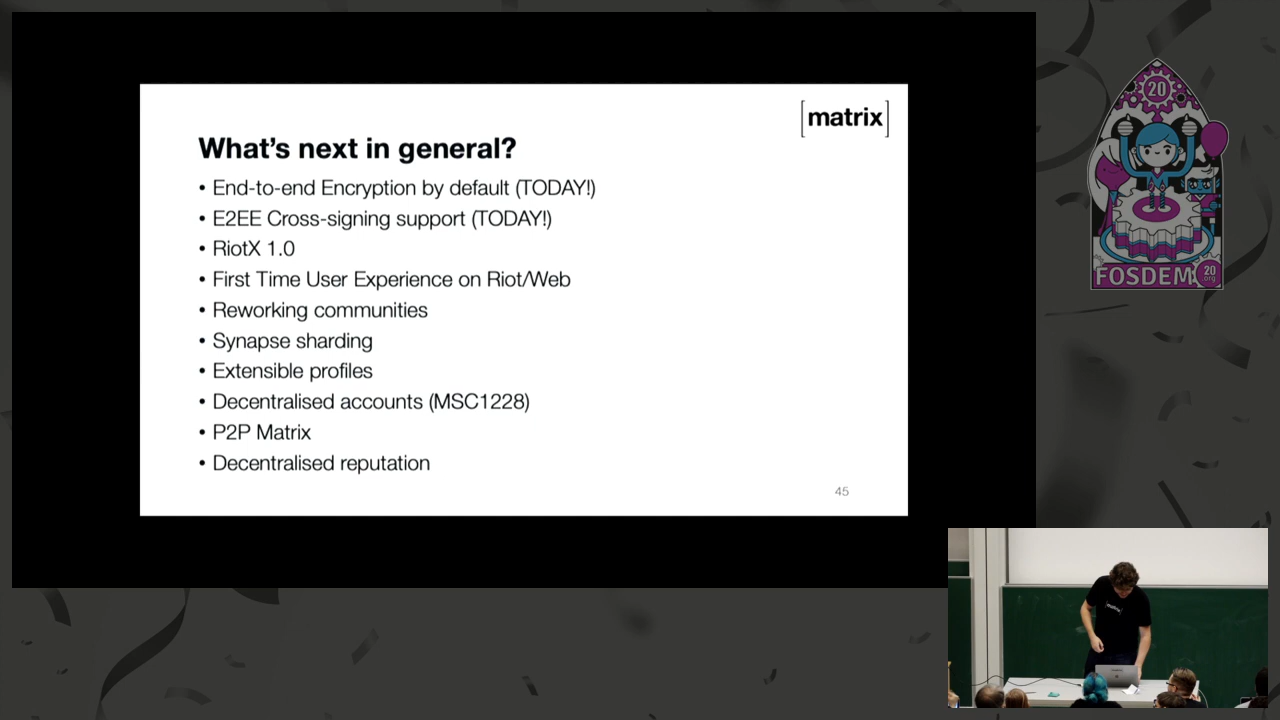 [matrix]
What's next in general?
• End-to-end Encryption by default (TODAY!)
• E2EE Cross-signing support (TODAY!)
• RiotX 1.0
• First Time User Experience on Riot/Web
• Reworking communities
• Synapse sharding
• Extensible profiles
• Decentralised accounts (MSC1228)
• P2P Matrix
• Decentralised reputation
45
20
FOSDEM
20
.org
[matrix]